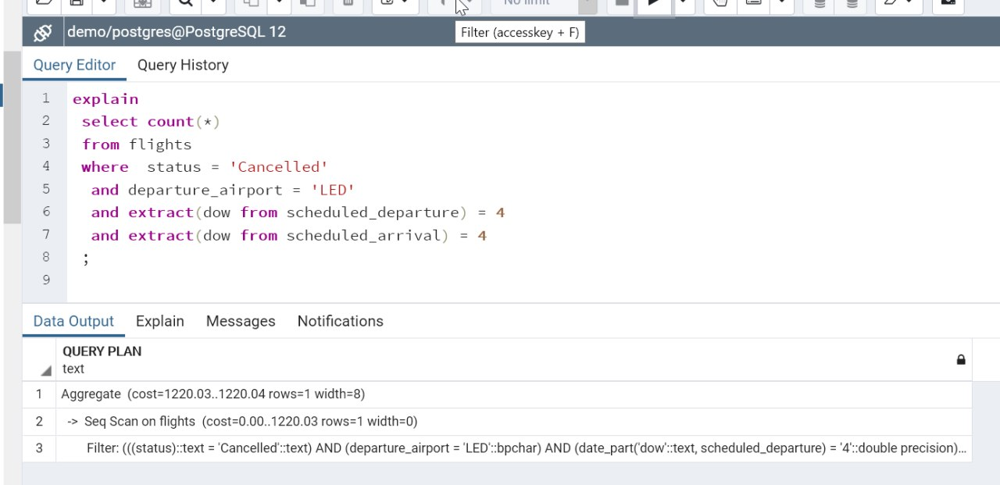 No limit
demo/postgres@PostgreSQL 12
Filter (accesskey + F)
Query Editor Query History
1 explain
2 select count(*)
3 from flights
4 where status = 'Cancelled'
5 and departure_airport = 'LED'
6 and extract(dow from scheduled_departure) = 4
7 and extract(dow from scheduled_arrival) = 4
8 ;
9
Data Output Explain Messages Notifications
QUERY PLAN
text
1 Aggregate (cost=1220.03..1220.04 rows=1 width=8)
2 -> Seq Scan on flights (cost=0.00..1220.03 rows=1 width=0)
3 Filter: (((status)::text = 'Cancelled'::text) AND (departure_airport = 'LED'::bpchar) AND (date_part('dow'::text, scheduled_departure) = '4'::double precision)...